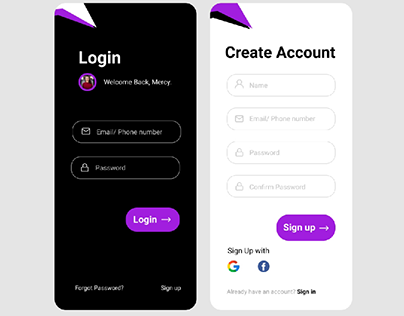 Login
Welcome Back, Mercy.
Email/ Phone number
Password
Login
Forgot Password?
Sign up
Create Account
Name
Email/ Phone number
Password
Confirm Password
Sign up
Sign Up with
Already have an account? Sign in